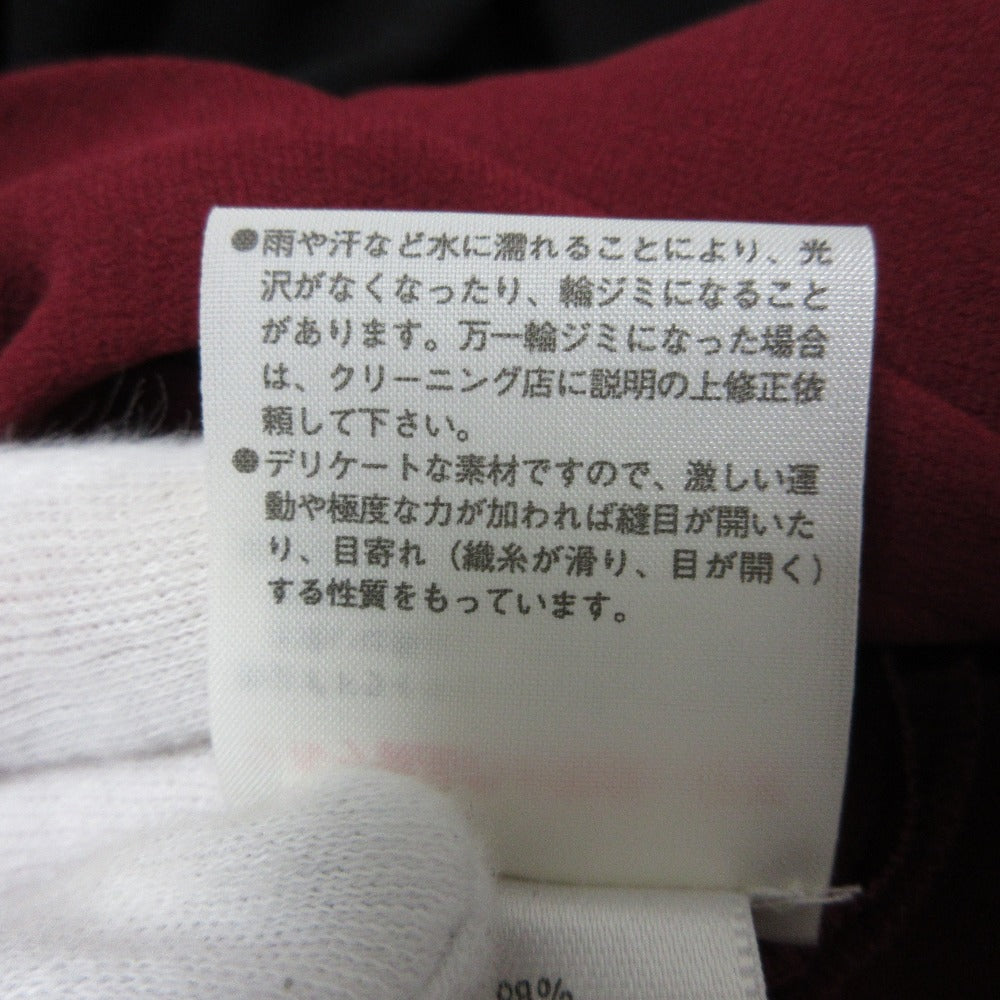 ●雨や汗など水に濡れることにより、光
沢がなくなったり、輪ジミになること
があります。万一輪ジミになった場合
は、クリーニング店に説明の上修正依
頼して下さい。
●デリケートな素材ですので、激しい運
動や極度な力が加われば縫目が開いた
り、目寄れ（織糸が滑り、目が開く）
する性質をもっています。
98%